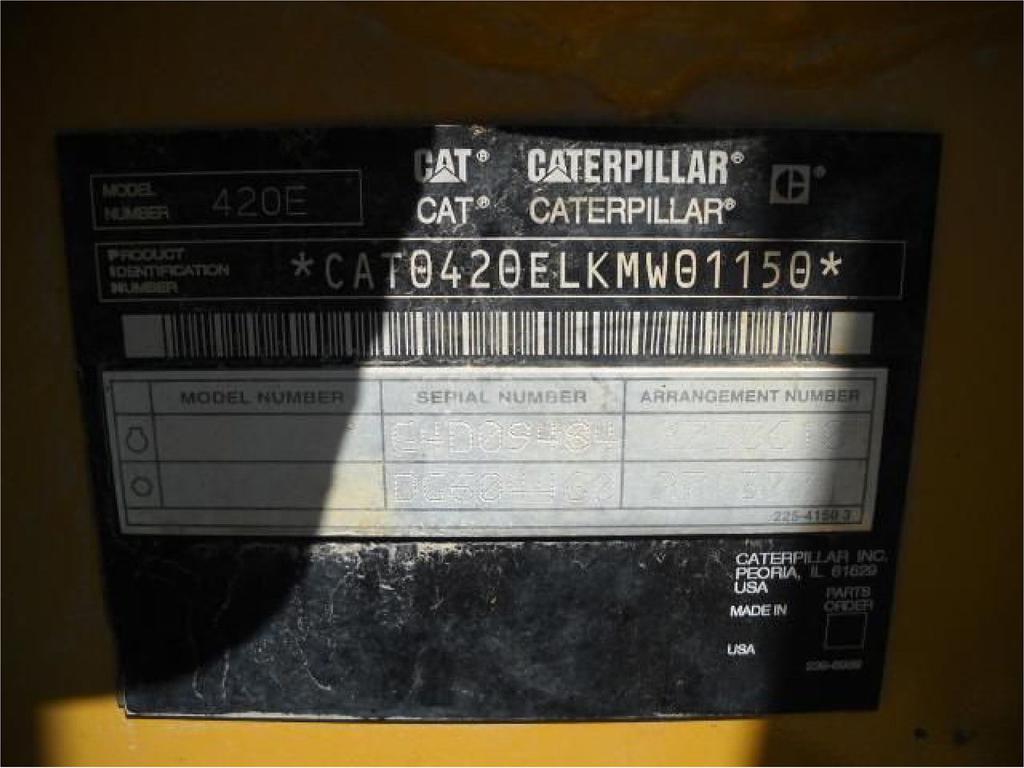 CAT® CATERPILLAR®
MODEL NUMBER 420E
CAT® CATERPILLAR®
PRODUCT IDENTIFICATION NUMBER *CAT0420ELKMW01150*
MODEL NUMBER SERIAL NUMBER ARRANGEMENT NUMBER
225-4150 3
CATERPILLAR INC.
PEORIA, IL 61629
USA
PARTS ORDER
MADE IN
USA